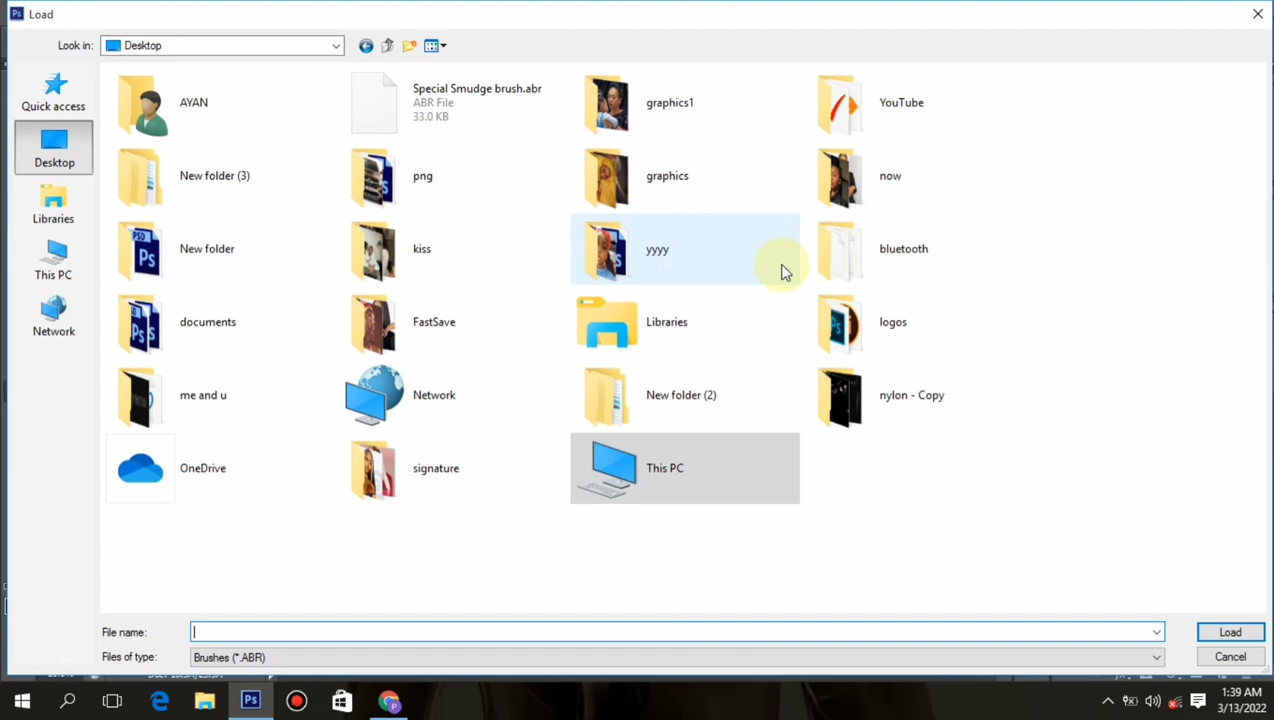 Ps Load
Look in: Desktop
Quick access
Desktop
Libraries
This PC
Network
AYAN
Special Smudge brush.abr
ABR File
33.0 KB
graphics1
YouTube
New folder (3)
png
graphics
now
New folder
kiss
yyyy
bluetooth
documents
FastSave
Libraries
logos
me and u
Network
New folder (2)
nylon - Copy
OneDrive
signature
This PC
File name:
Load
Files of type: Brushes (*.ABR)
Cancel
Ps
1:39 AM
3/13/2022